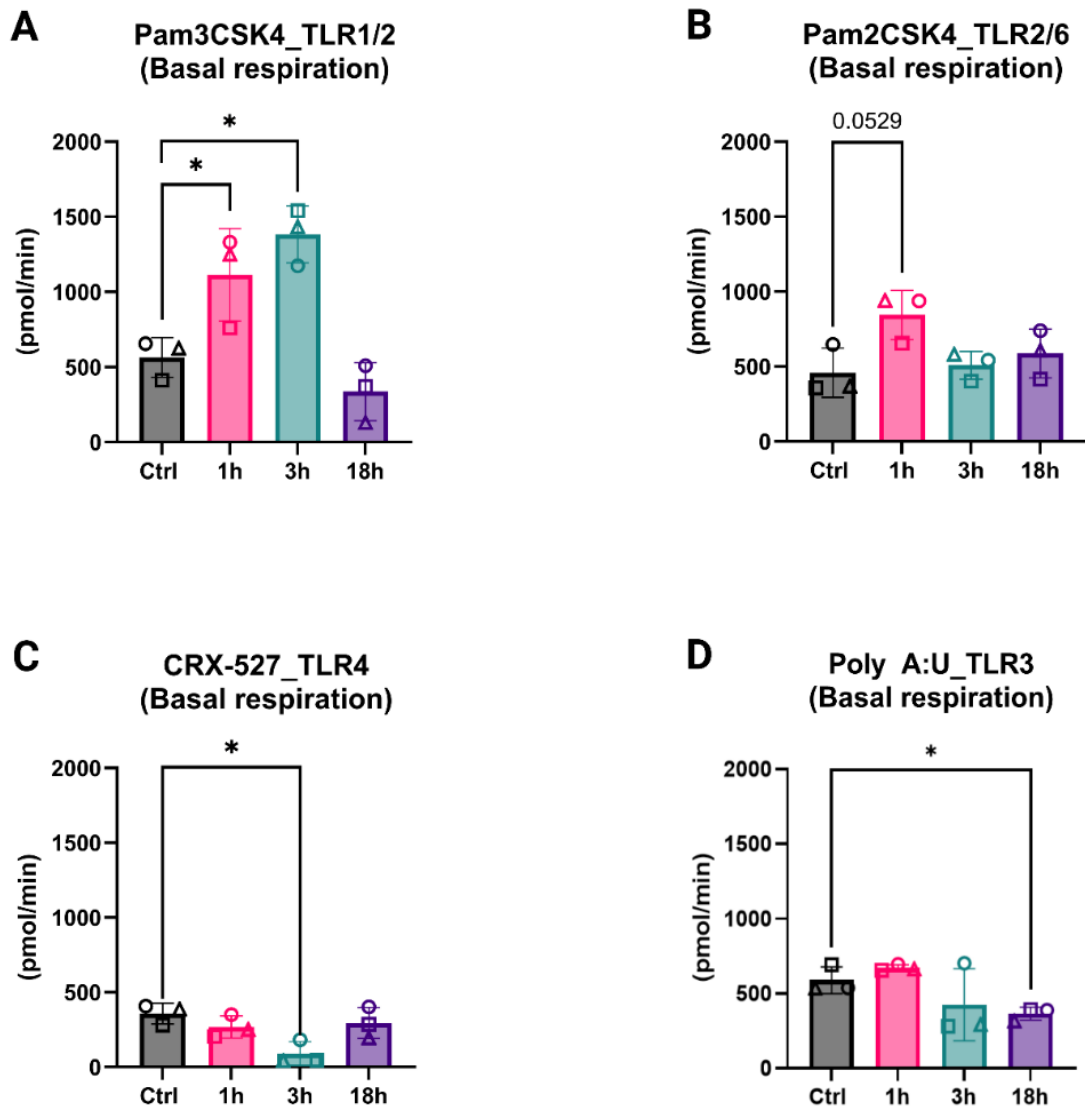 A
Pam3CSK4_TLR1/2
(Basal respiration)
*
*
2000
1500
1000
500
0
(pmol/min)
Ctrl
1h
3h
18h
B
Pam2CSK4_TLR2/6
(Basal respiration)
0.0529
2000
1500
1000
500
0
(pmol/min)
Ctrl
1h
3h
18h
C
CRX-527_TLR4
(Basal respiration)
*
2000
1500
1000
500
0
(pmol/min)
Ctrl
1h
3h
18h
D
Poly A:U_TLR3
(Basal respiration)
*
2000
1500
1000
500
0
(pmol/min)
Ctrl
1h
3h
18h